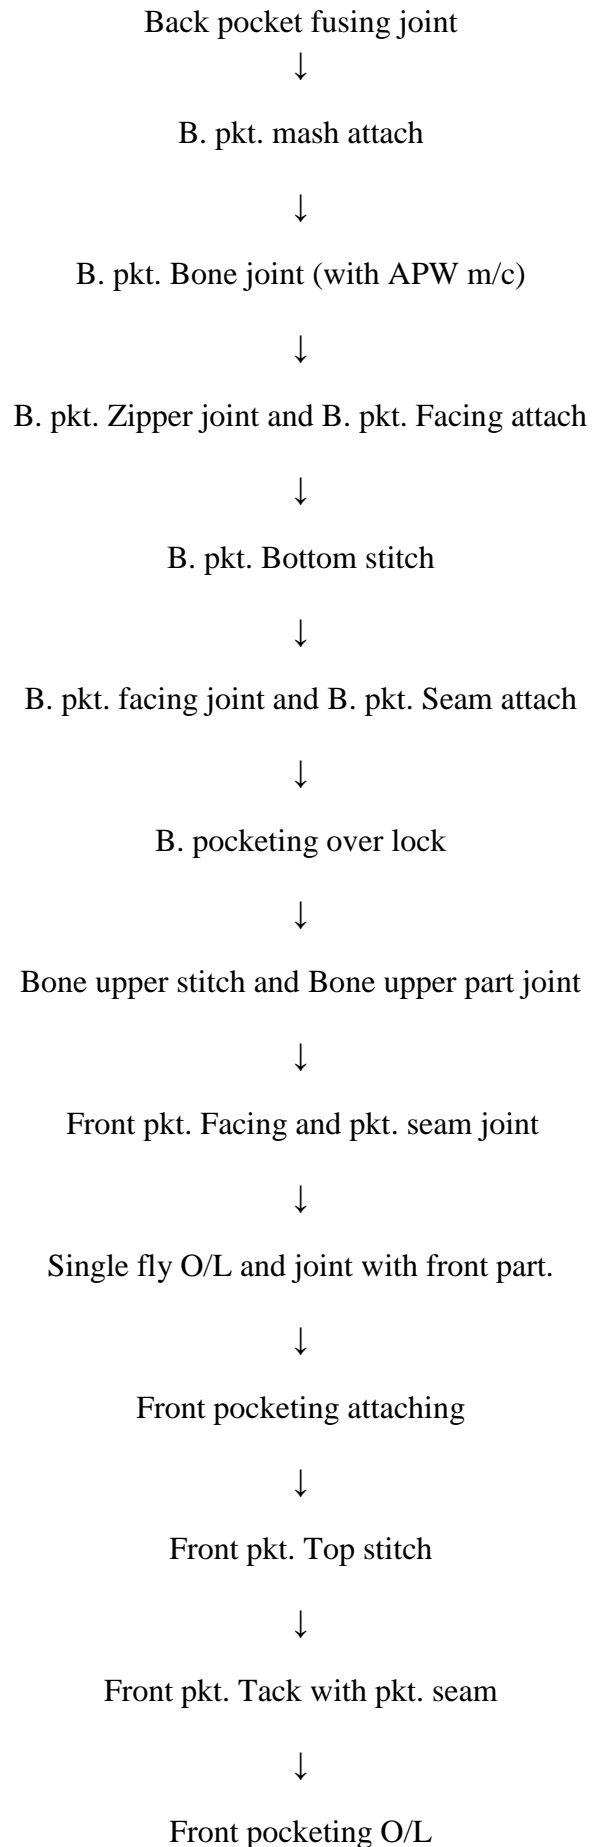 Back pocket fusing joint
↓
B. pkt. mash attach
↓
B. pkt. Bone joint (with APW m/c)
↓
B. pkt. Zipper joint and B. pkt. Facing attach
↓
B. pkt. Bottom stitch
↓
B. pkt. facing joint and B. pkt. Seam attach
↓
B. pocketing over lock
↓
Bone upper stitch and Bone upper part joint
↓
Front pkt. Facing and pkt. seam joint
↓
Single fly O/L and joint with front part.
↓
Front pocketing attaching
↓
Front pkt. Top stitch
↓
Front pkt. Tack with pkt. seam
↓
Front pocketing O/L